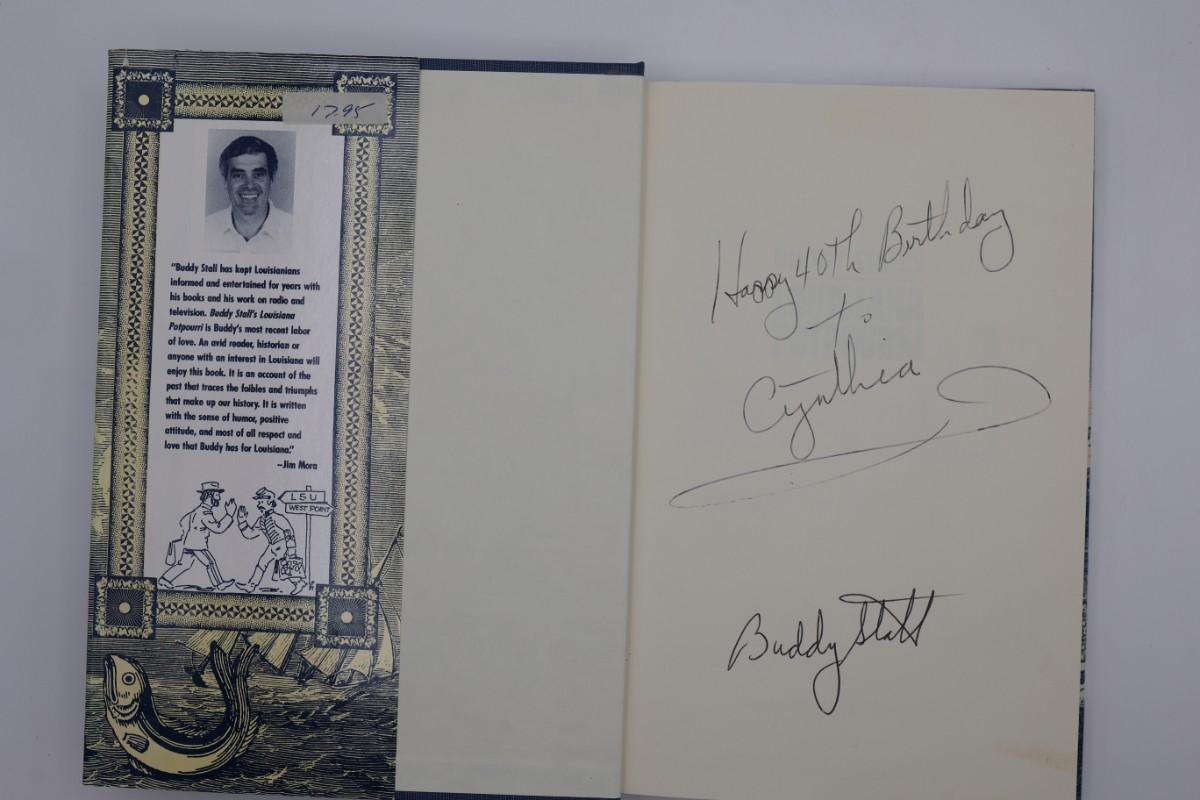 17.95
"Buddy Stall has kept Louisianians
informed and entertained for years with
his books and his work on radio and
television. Buddy Stall's Louisiana
Potpourri is Buddy's most recent labor
of love. An avid reader, historian or
anyone with an interest in Louisiana will
enjoy this book. It is an account of the
past that traces the foibles and triumphs
that make up our history. It is written
with the sense of humor, positive
attitude, and most of all respect and
love that Buddy has for Louisiana."
–Jim Mora
LSU
WEST POINT
Happy 40th Birthday
to
Cynthia
Buddy Stall